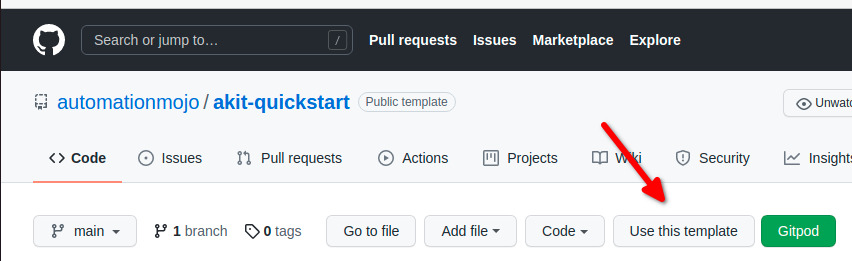 Search or jump to… / Pull requests Issues Marketplace Explore
automationmojo / akit-quickstart Public template Unwatc
Code Issues Pull requests Actions Projects Wiki Security Insights
main 1 branch 0 tags Go to file Add file Code Use this template Gitpod